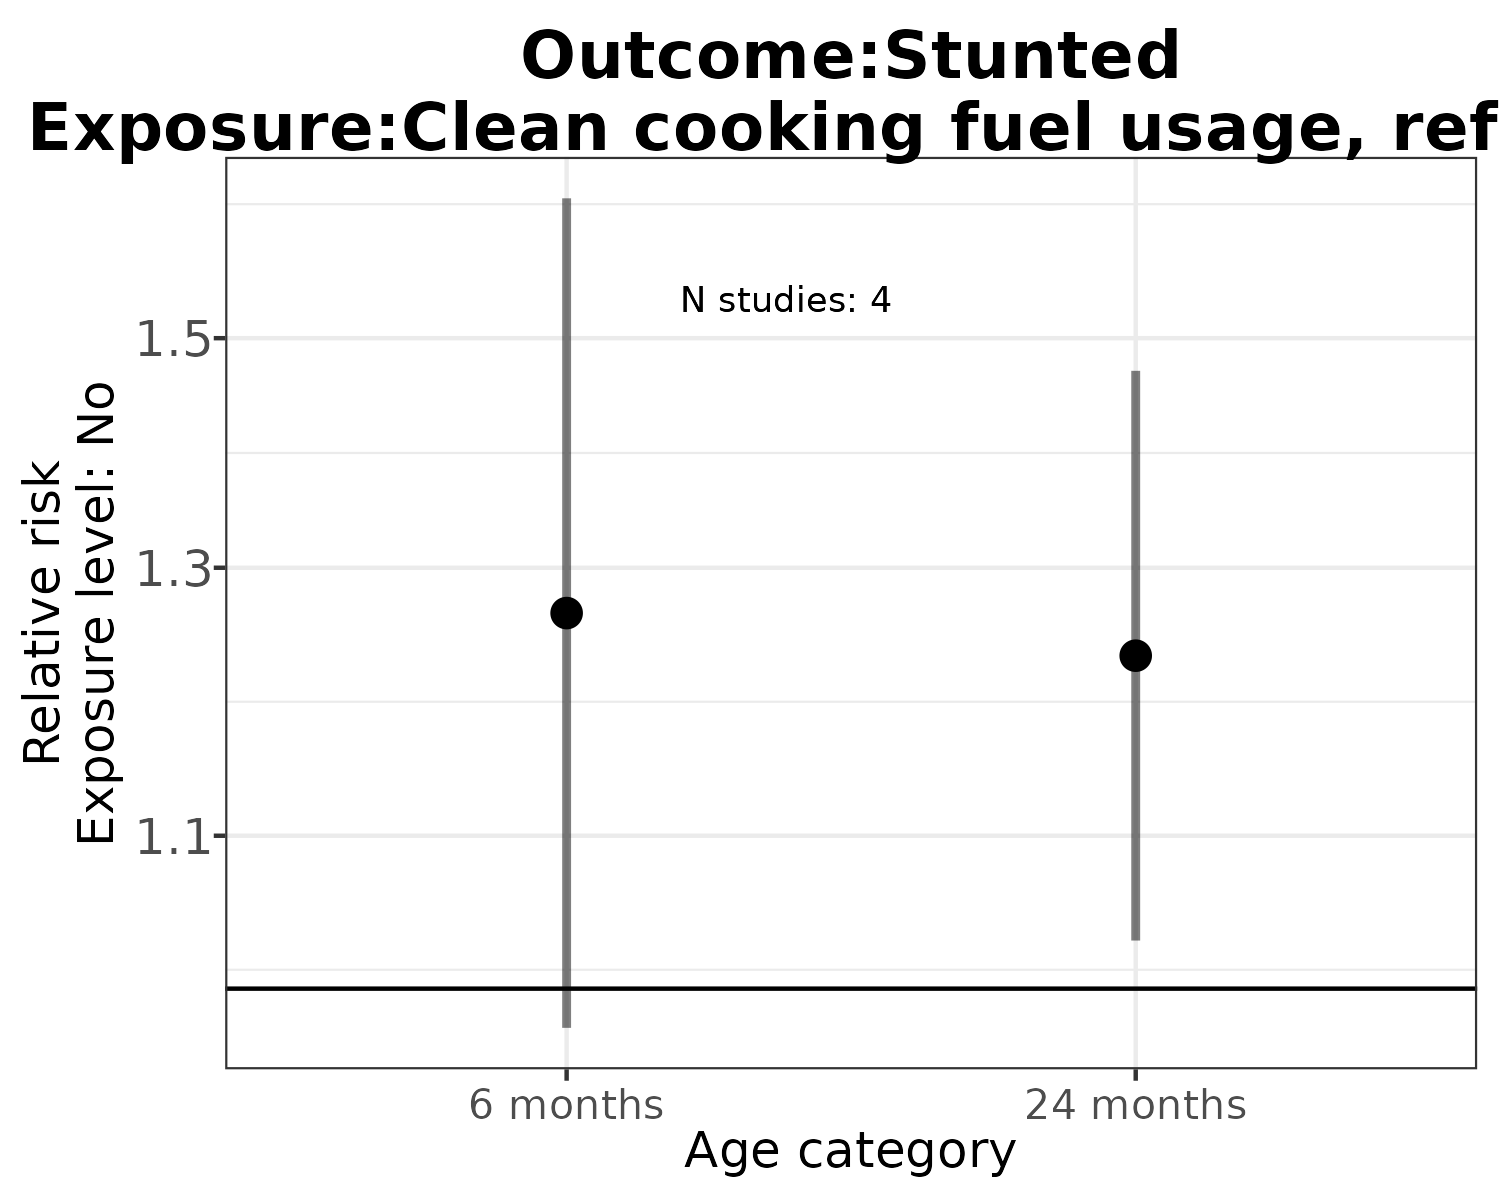 Outcome:Stunted
Exposure:Clean cooking fuel usage, ref
N studies: 4
1.5
1.3
1.1
Relative risk
Exposure level: No
6 months
24 months
Age category